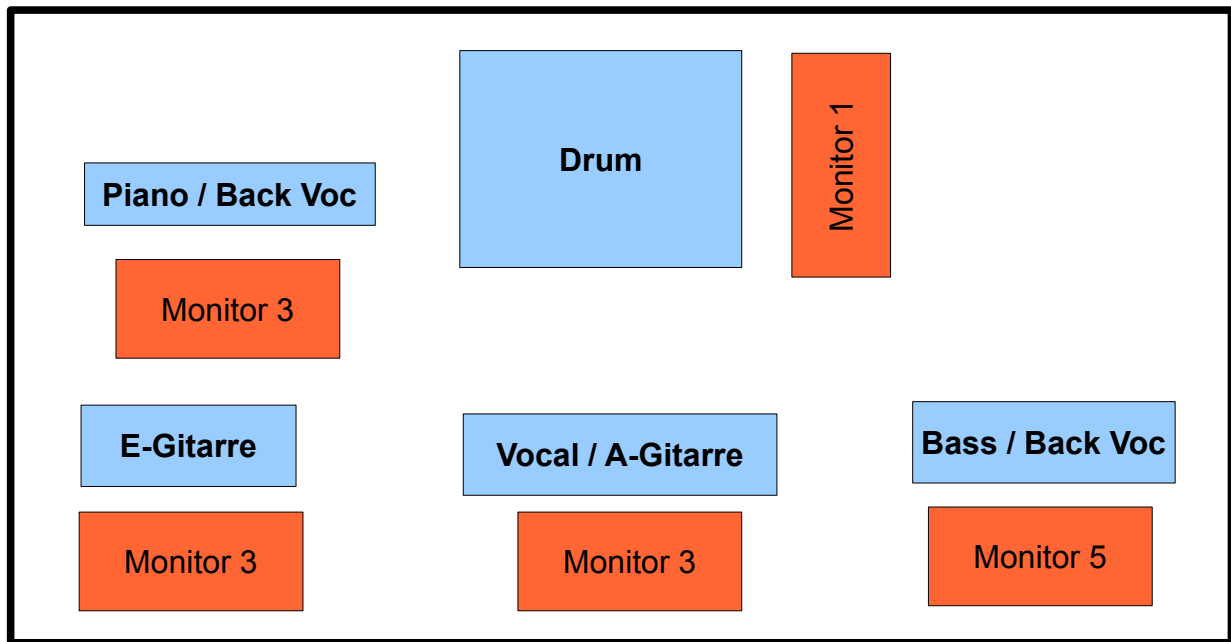 Drum
Monitor 1
Piano / Back Voc
Monitor 3
E-Gitarre
Vocal / A-Gitarre
Bass / Back Voc
Monitor 3
Monitor 3
Monitor 5